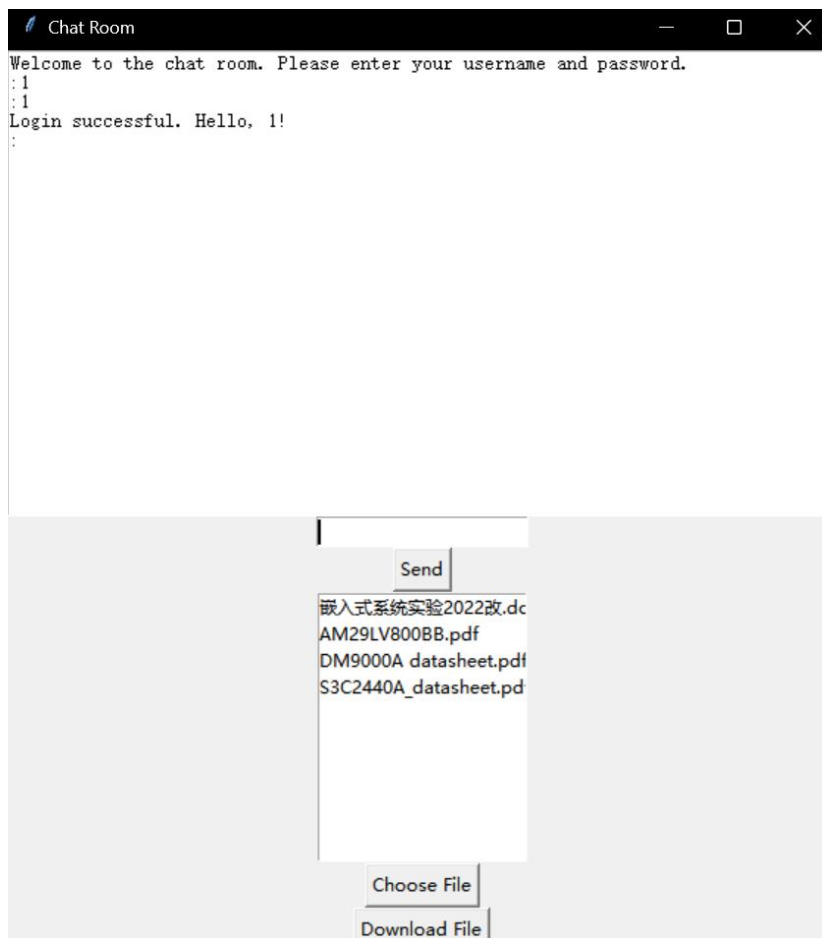 Chat Room
Welcome to the chat room. Please enter your username and password.
:1
:1
Login successful. Hello, 1!
:
Send
嵌入式系统实验2022改.dc
AM29LV800BB.pdf
DM9000A datasheet.pdf
S3C2440A_datasheet.pd
Choose File
Download File